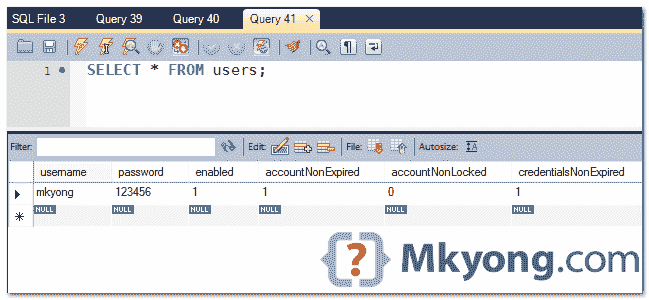 SQL File 3 Query 39 Query 40 Query 41
1 SELECT * FROM users;
Filter: Edit: File: Autosize:
username password enabled accountNonExpired accountNonLocked credentialsNonExpired
mkyong 123456 1 1 0 1
NULL NULL NULL NULL NULL NULL
Mkyong.com